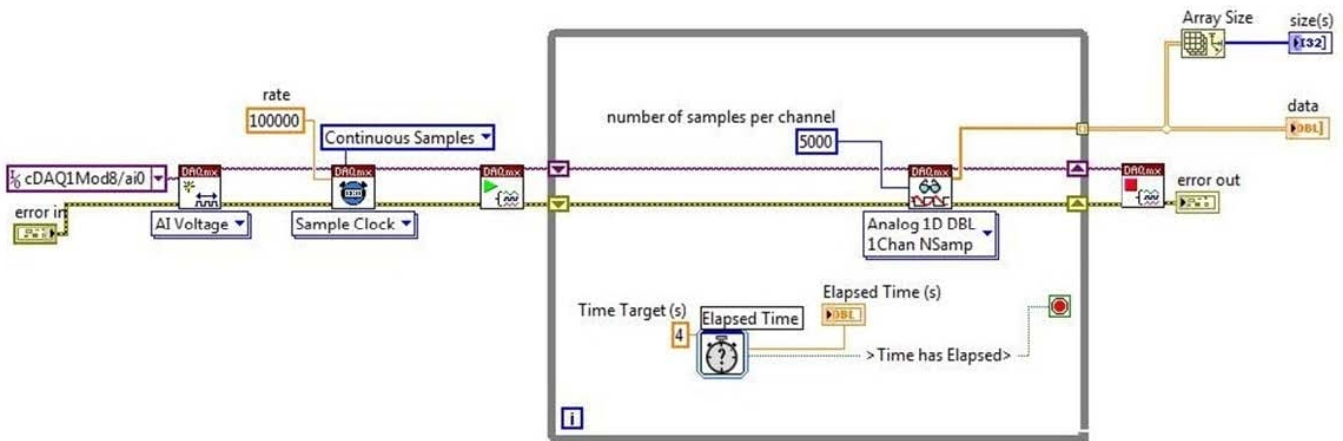 Array Size
size(s)
I32
rate
100000
Continuous Samples
number of samples per channel
5000
data
DBL
DAQmx
DAQmx
DAQmx
DAQmx
DAQmx
I/0 cDAQ1Mod8/ai0
error in
AI Voltage
Sample Clock
Analog 1D DBL
1Chan NSamp
error out
Time Target (s)
4
Elapsed Time
?
Elapsed Time (s)
DBL
>Time has Elapsed>
i